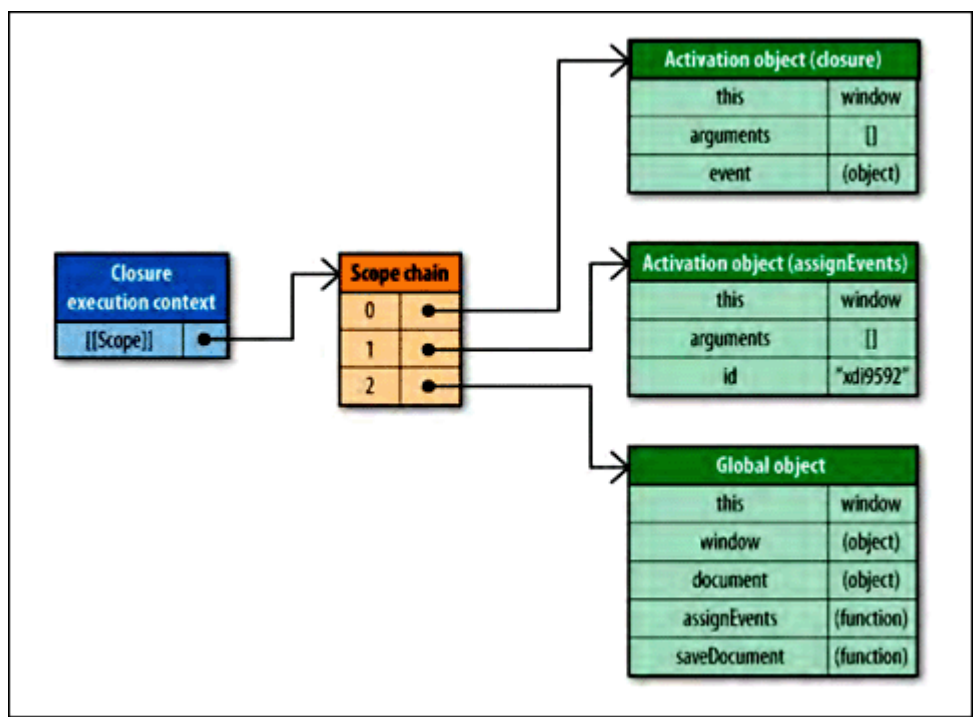 Activation object (closure)
this window
arguments []
event (object)
Closure
execution context
[[Scope]]
Scope chain
0
1
2
Activation object (assignEvents)
this window
arguments []
id "xdi9592"
Global object
this window
window (object)
document (object)
assignEvents (function)
saveDocument (function)